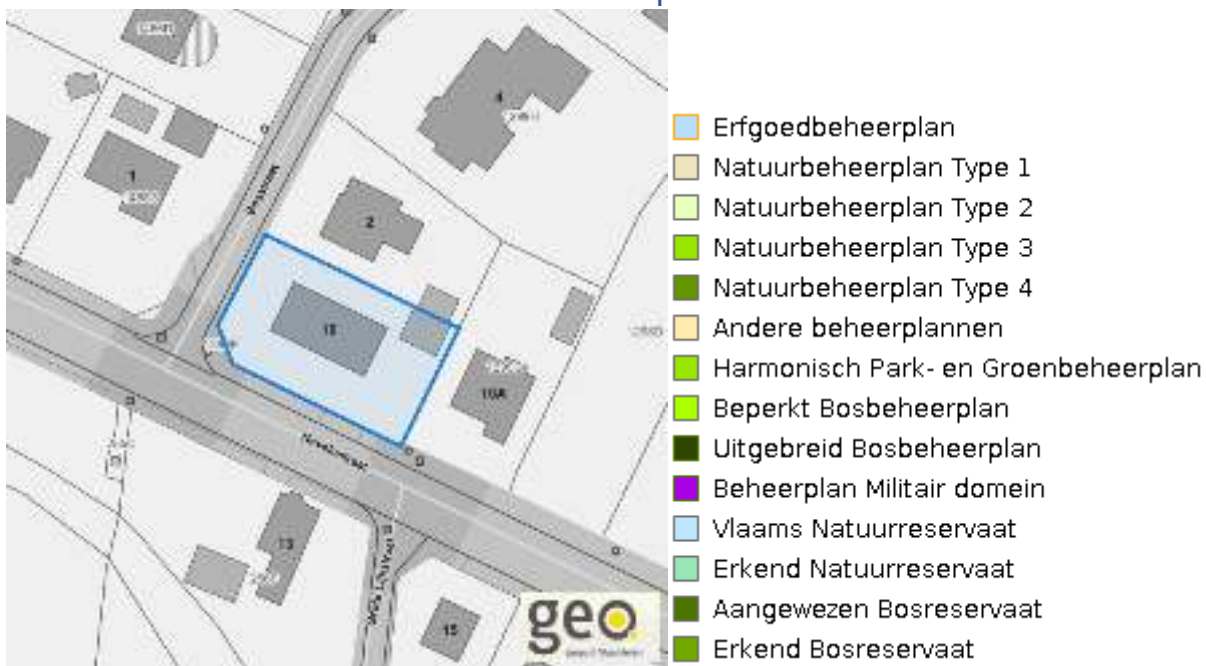 1
2
4
18
16A
13
15
geo
Erfgoedbeheerplan
Natuurbeheerplan Type 1
Natuurbeheerplan Type 2
Natuurbeheerplan Type 3
Natuurbeheerplan Type 4
Andere beheerplannen
Harmonisch Park- en Groenbeheerplan
Beperkt Bosbeheerplan
Uitgebreid Bosbeheerplan
Beheerplan Militair domein
Vlaams Natuurreservaat
Erkend Natuurreservaat
Aangewezen Bosreservaat
Erkend Bosreservaat